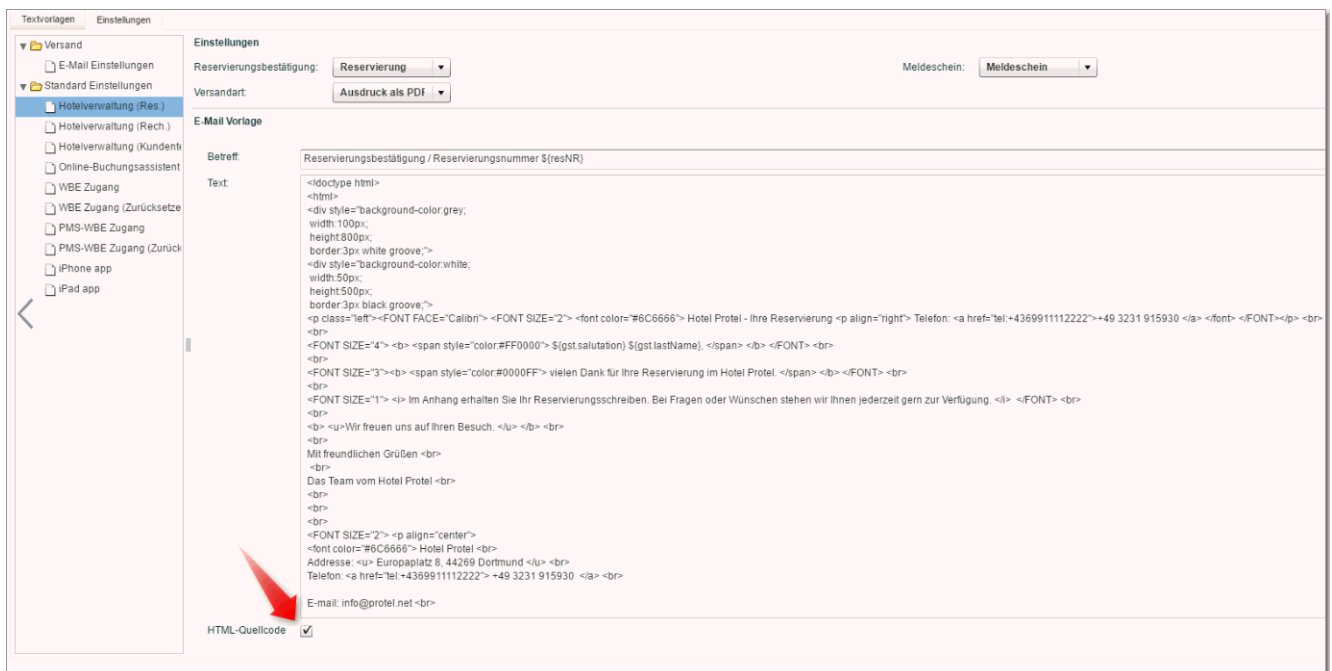 Textvorlagen Einstellungen
Versand
E-Mail Einstellungen
Standard Einstellungen
Hotelverwaltung (Res.)
Hotelverwaltung (Rech.)
Hotelverwaltung (Kundente
Online-Buchungsassistent
WBE Zugang
WBE Zugang (Zurücksetze
PMS-WBE Zugang
PMS-WBE Zugang (Zurück
iPhone app
iPad app
Einstellungen
Reservierungsbestätigung: Reservierung Meldeschein: Meldeschein
Versandart: Ausdruck als PDF
E-Mail Vorlage
Betreff: Reservierungsbestätigung / Reservierungsnummer ${resNR}
Text: <!doctype html>
<html>
<div style="background-color:grey;
width:100px;
height:800px;
border:3px white groove;">
<div style="background-color:white;
width:50px;
height:500px;
border:3px black groove;">
<p class="left"><FONT FACE="Calibri"> <FONT SIZE="2"> <font color="#6C6666"> Hotel Protel - Ihre Reservierung <p align="right"> Telefon: <a href="tel:+4369911112222">+49 3231 915930 </a> </font> </FONT></p> <br>
<br>
<FONT SIZE="4"> <b> <span style="color:#FF0000"> ${gst.salutation} ${gst.lastName}, </span> </b> </FONT> <br>
<br>
<FONT SIZE="3"><b> <span style="color:#0000FF"> vielen Dank für Ihre Reservierung im Hotel Protel. </span> </b> </FONT> <br>
<br>
<FONT SIZE="1"> <i> Im Anhang erhalten Sie Ihr Reservierungsschreiben. Bei Fragen oder Wünschen stehen wir Ihnen jederzeit gern zur Verfügung. </i> </FONT> <br>
<br>
<b> <u>Wir freuen uns auf Ihren Besuch. </u> </b> <br>
<br>
Mit freundlichen Grüßen <br>
<br>
Das Team vom Hotel Protel <br>
<br>
<br>
<br>
<FONT SIZE="2"> <p align="center">
<font color="#6C6666"> Hotel Protel <br>
Addresse: <u> Europaplatz 8, 44269 Dortmund </u> <br>
Telefon: <a href="tel:+4369911112222"> +49 3231 915930 </a> <br>
E-mail: info@protel.net <br>
HTML-Quellcode